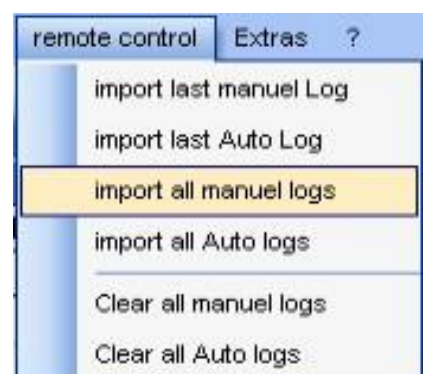 remote control Extras ?
import last manuel Log
import last Auto Log
import all manuel logs
import all Auto logs
Clear all manuel logs
Clear all Auto logs